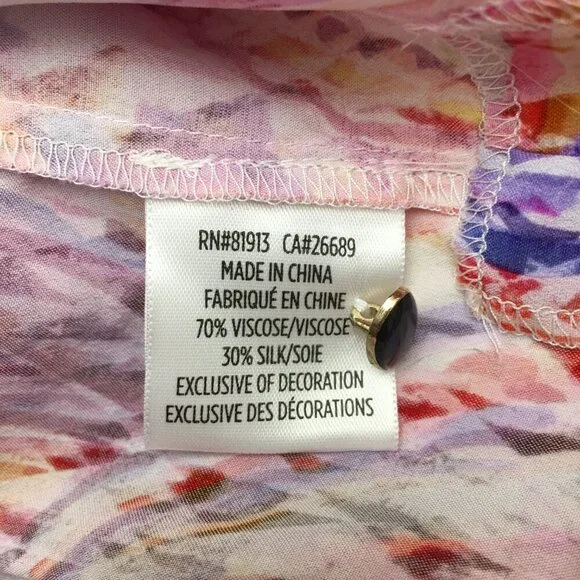 RN#81913 CA#26689
MADE IN CHINA
FABRIQUÉ EN CHINE
70% VISCOSE/VISCOSE
30% SILK/SOIE
EXCLUSIVE OF DECORATION
EXCLUSIVE DES DÉCORATIONS